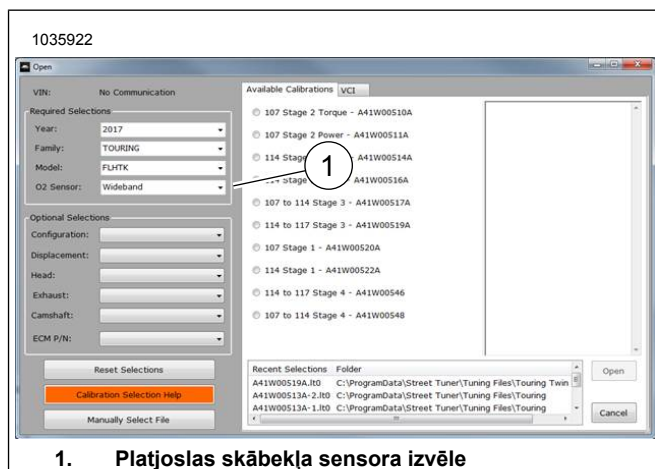 1035922
Open
VIN: No Communication
Required Selections
Year: 2017
Family: TOURING
Model: FLHTK
O2 Sensor: Wideband
Optional Selections
Configuration:
Displacement:
Head:
Exhaust:
Camshaft:
ECM P/N:
Reset Selections
Calibration Selection Help
Manually Select File
Available Calibrations VCI
107 Stage 2 Torque - A41W00510A
107 Stage 2 Power - A41W00511A
114 Stage - A41W00514A
Stage A41W00516A
107 to 114 Stage 3 - A41W00517A
114 to 117 Stage 3 - A41W00519A
107 Stage 1 - A41W00520A
114 Stage 1 - A41W00522A
114 to 117 Stage 4 - A41W00546
107 to 114 Stage 4 - A41W00548
1
Recent Selections Folder
A41W00519A.lt0 C:\ProgramData\Street Tuner\Tuning Files\Touring Twin
A41W00513A-2.lt0 C:\ProgramData\Street Tuner\Tuning Files\Touring
A41W00513A-1.lt0 C:\ProgramData\Street Tuner\Tuning Files\Touring
Open
Cancel
1. Platjoslas skābekļa sensora izvēle